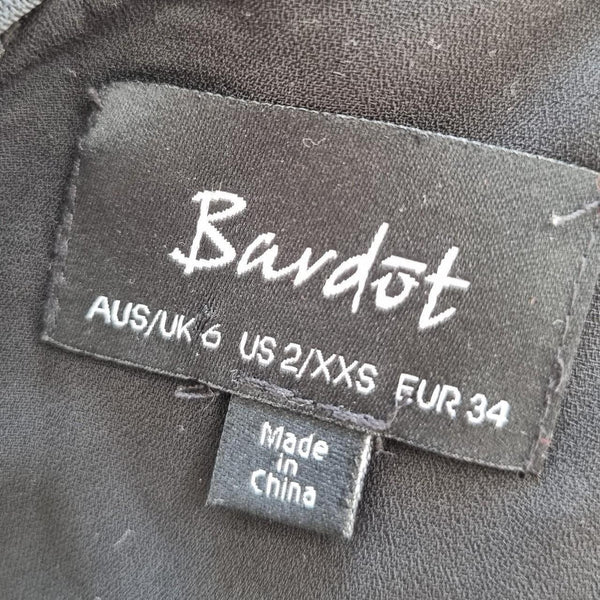 Bardōt
AUS/UK 6 US 2/XXS EUR 34
Made
in
China